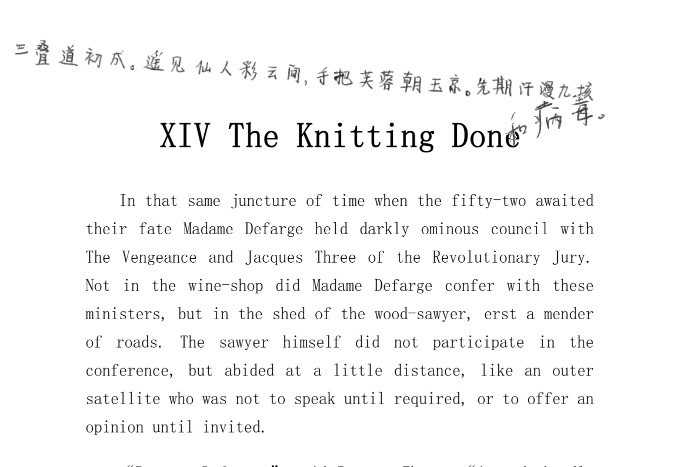 三叠道初成。遥见仙人彩云间,手把芙蓉朝玉京。先期汗漫九垓
和病毒。
XIV The Knitting Done
In that same juncture of time when the fifty-two awaited
their fate Madame Defarge held darkly ominous council with
The Vengeance and Jacques Three of the Revolutionary Jury.
Not in the wine-shop did Madame Defarge confer with these
ministers, but in the shed of the wood-sawyer, erst a mender
of roads. The sawyer himself did not participate in the
conference, but abided at a little distance, like an outer
satellite who was not to speak until required, or to offer an
opinion until invited.